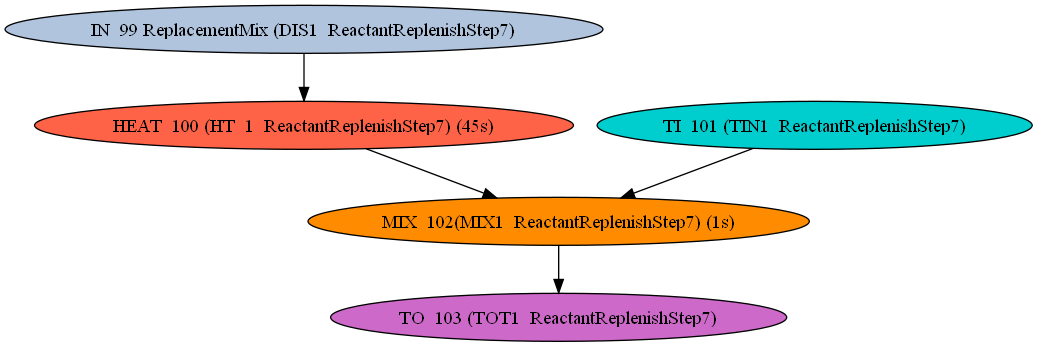 IN  99 ReplacementMix (DIS1  ReactantReplenishStep7)
HEAT  100 (HT  1  ReactantReplenishStep7) (45s)
TI  101 (TIN1  ReactantReplenishStep7)
MIX  102(MIX1  ReactantReplenishStep7) (1s)
TO  103 (TOT1  ReactantReplenishStep7)